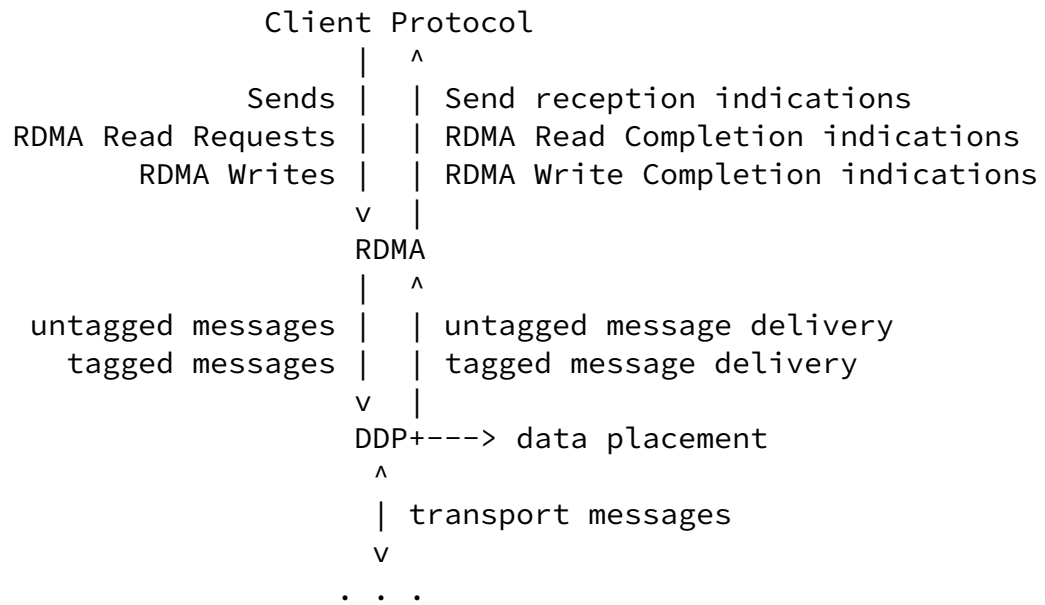 Client Protocol
|   ^
Sends |   | Send reception indications
RDMA Read Requests |   | RDMA Read Completion indications
RDMA Writes |   | RDMA Write Completion indications
v   |
RDMA
|   ^
untagged messages |   | untagged message delivery
tagged messages |   | tagged message delivery
v   |
DDP+---> data placement
^
| transport messages
v
. . .